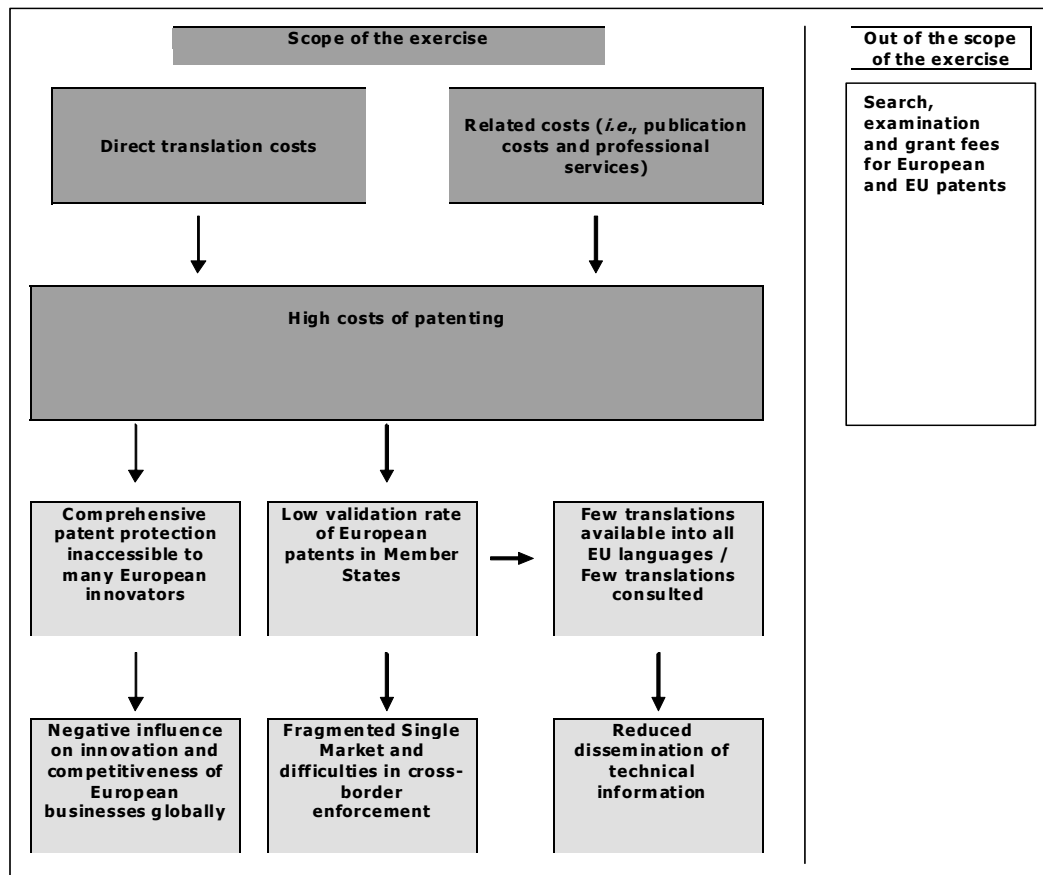 Scope of the exercise
Out of the scope
of the exercise
Direct translation costs
Related costs (i.e., publication
costs and professional
services)
Search,
examination
and grant fees
for European
and EU patents
High costs of patenting
Comprehensive
patent protection
inaccessible to
many European
innovators
Low validation rate
of European
patents in Member
States
Few translations
available into all
EU languages /
Few translations
consulted
Negative influence
on innovation and
competitiveness of
European
businesses globally
Fragmented Single
Market and
difficulties in cross-
border
enforcement
Reduced
dissemination of
technical
information